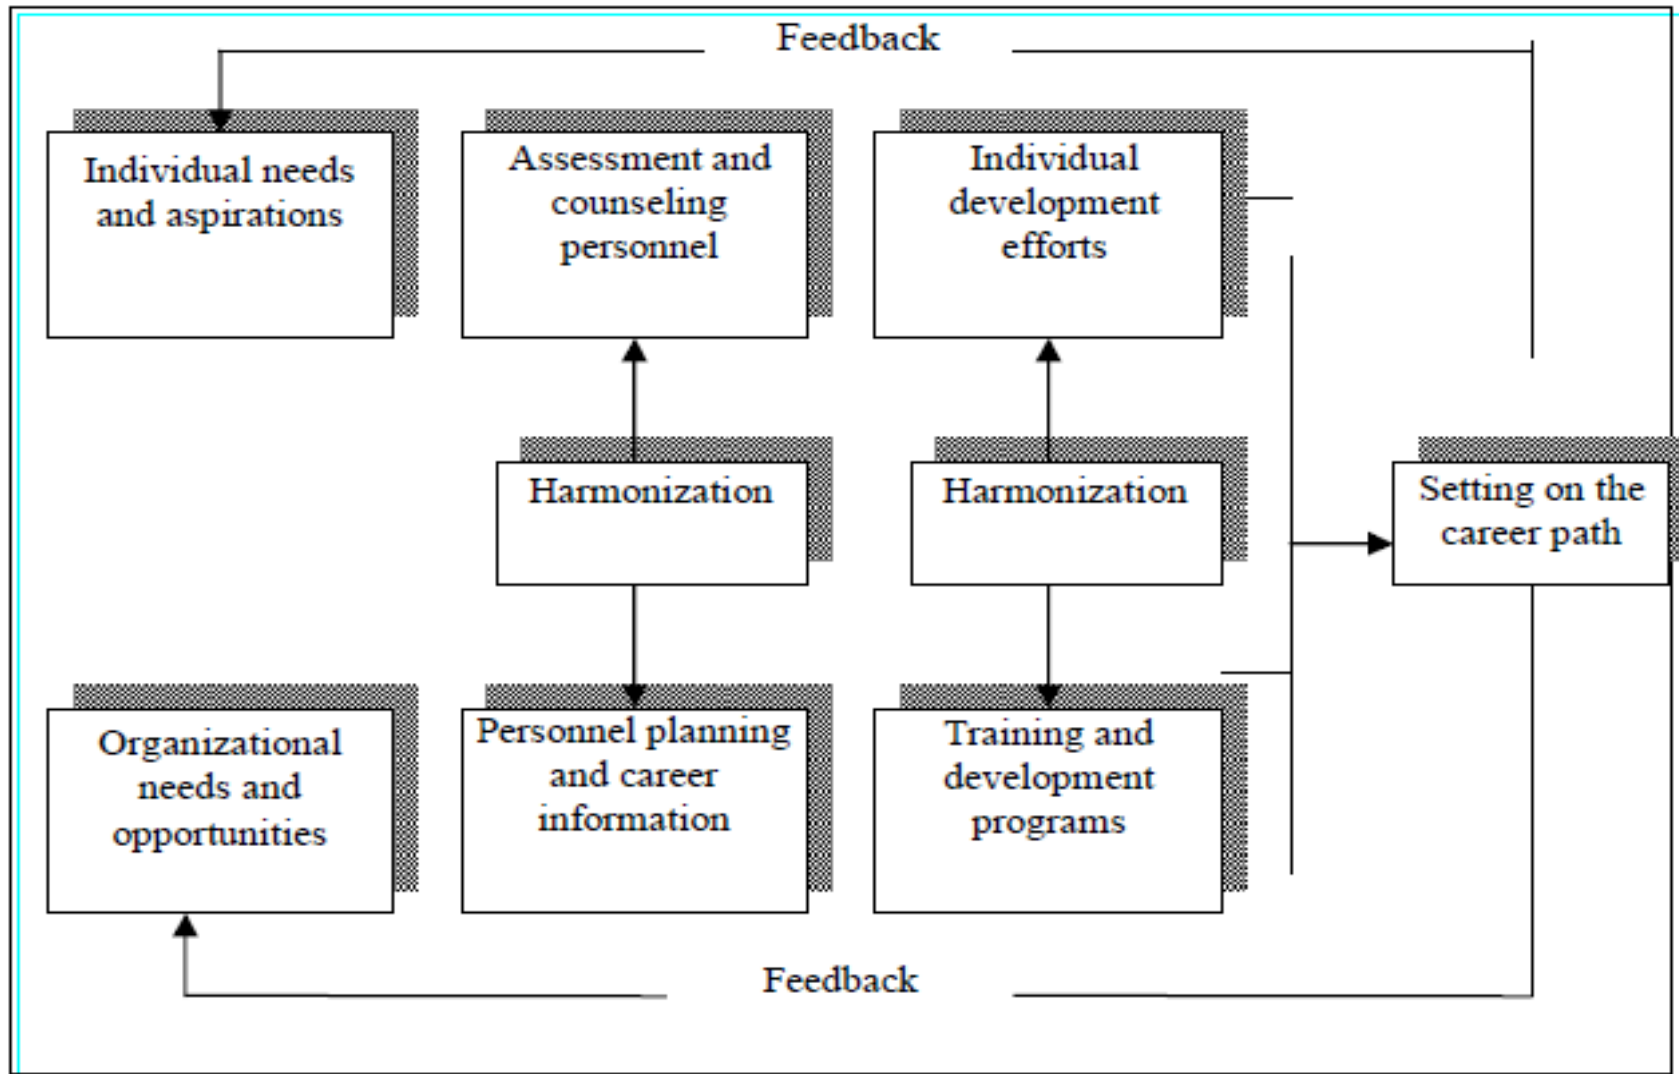 Feedback
Individual needs
and aspirations
Assessment and
counseling
personnel
Individual
development
efforts
Harmonization
Harmonization
Setting on the
career path
Organizational
needs and
opportunities
Personnel planning
and career
information
Training and
development
programs
Feedback